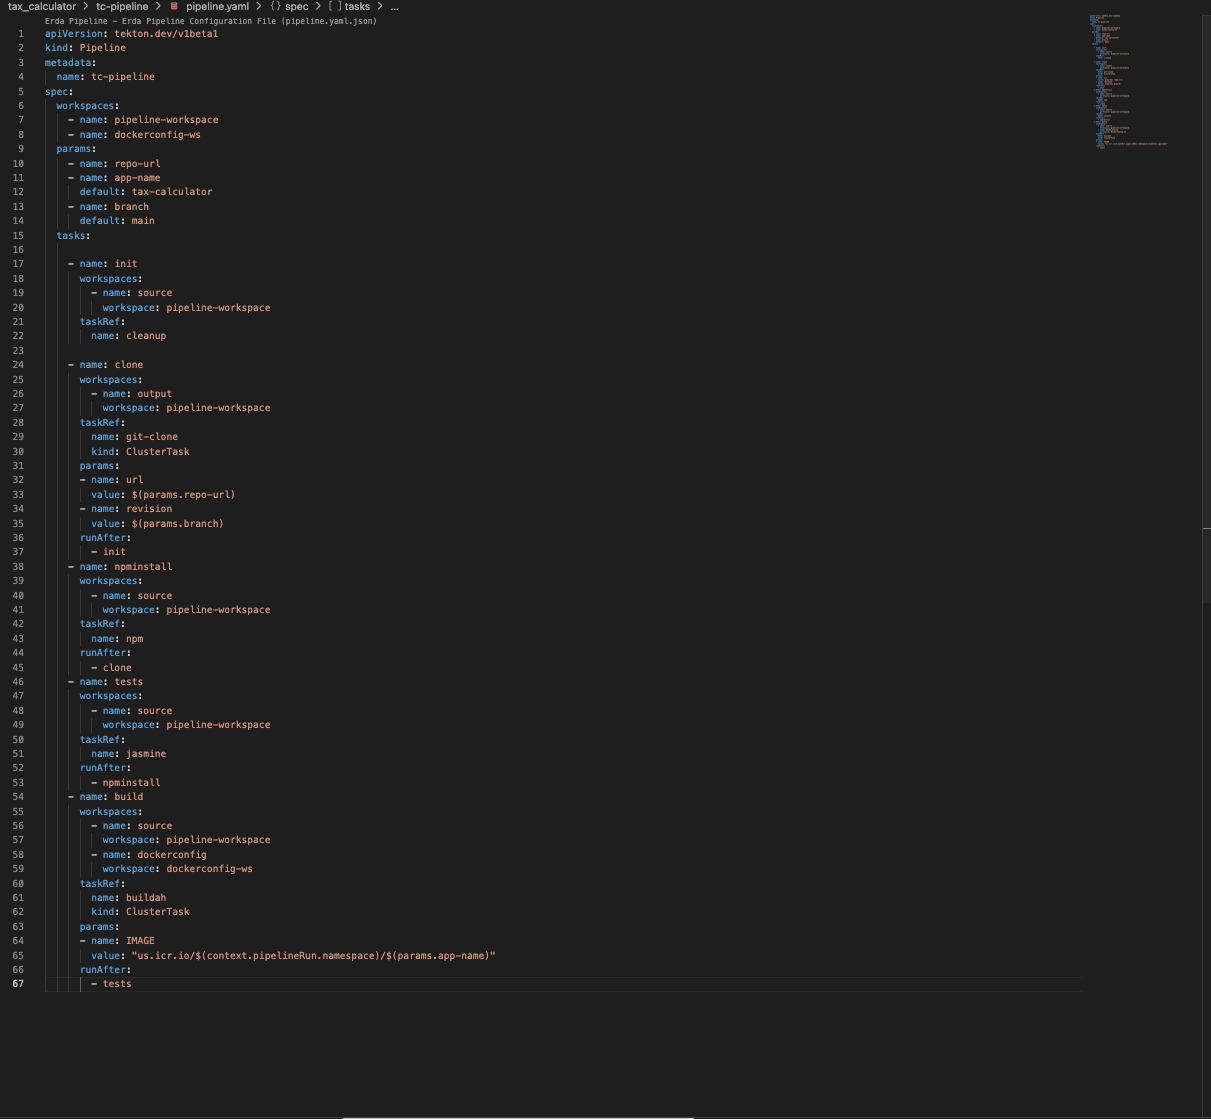 tax_calculator > tc-pipeline > pipeline.yaml > {} spec > [ ] tasks > ...
Erda Pipeline – Erda Pipeline Configuration File (pipeline.yaml.json)
1 apiVersion: tekton.dev/v1beta1
2 kind: Pipeline
3 metadata:
4   name: tc-pipeline
5 spec:
6   workspaces:
7     - name: pipeline-workspace
8     - name: dockerconfig-ws
9   params:
10     - name: repo-url
11     - name: app-name
12       default: tax-calculator
13     - name: branch
14       default: main
15   tasks:
16
17     - name: init
18       workspaces:
19         - name: source
20           workspace: pipeline-workspace
21       taskRef:
22         name: cleanup
23
24     - name: clone
25       workspaces:
26         - name: output
27           workspace: pipeline-workspace
28       taskRef:
29         name: git-clone
30         kind: ClusterTask
31       params:
32       - name: url
33         value: $(params.repo-url)
34       - name: revision
35         value: $(params.branch)
36       runAfter:
37         - init
38     - name: npminstall
39       workspaces:
40         - name: source
41           workspace: pipeline-workspace
42       taskRef:
43         name: npm
44       runAfter:
45         - clone
46     - name: tests
47       workspaces:
48         - name: source
49           workspace: pipeline-workspace
50       taskRef:
51         name: jasmine
52       runAfter:
53         - npminstall
54     - name: build
55       workspaces:
56         - name: source
57           workspace: pipeline-workspace
58         - name: dockerconfig
59           workspace: dockerconfig-ws
60       taskRef:
61         name: buildah
62         kind: ClusterTask
63       params:
64       - name: IMAGE
65         value: "us.icr.io/$(context.pipelineRun.namespace)/$(params.app-name)"
66       runAfter:
67         - tests